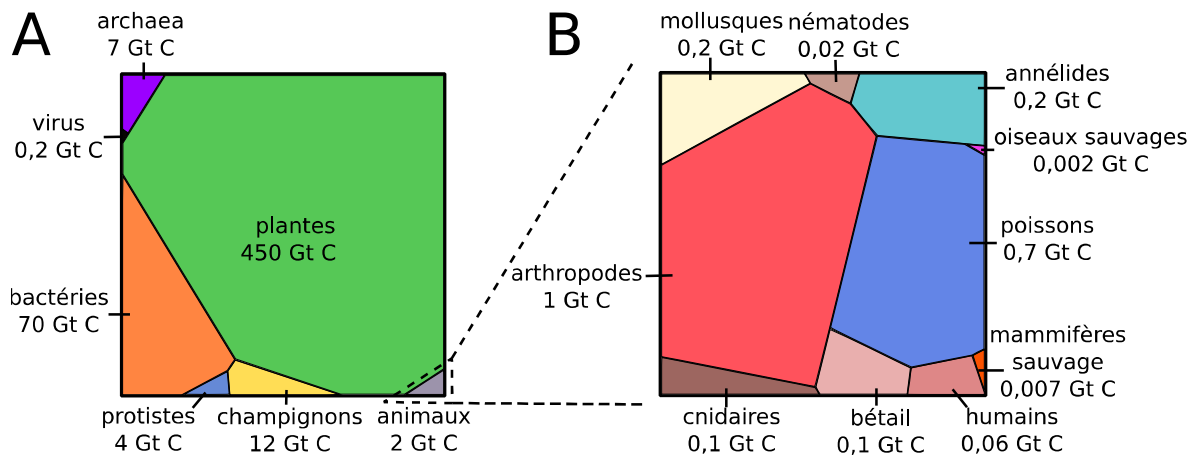 A
archaea
7 Gt C
virus
0,2 Gt C
plantes
450 Gt C
bactéries
70 Gt C
protistes
4 Gt C
champignons
12 Gt C
animaux
2 Gt C
B
mollusques
0,2 Gt C
nématodes
0,02 Gt C
annélides
0,2 Gt C
oiseaux sauvages
0,002 Gt C
poissons
0,7 Gt C
arthropodes
1 Gt C
mammifères
sauvage
0,007 Gt C
cnidaires
0,1 Gt C
bétail
0,1 Gt C
humains
0,06 Gt C